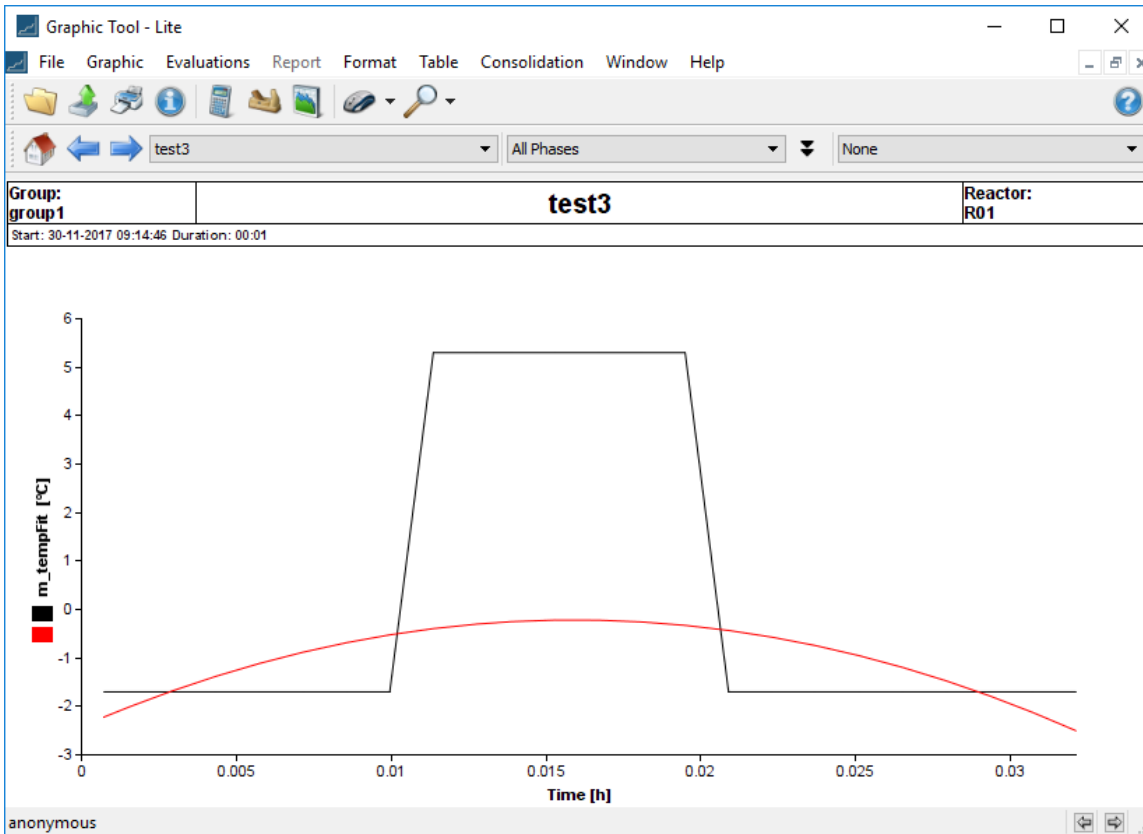 Graphic Tool - Lite
File Graphic Evaluations Report Format Table Consolidation Window Help
test3 All Phases None
Group:
group1
test3
Reactor:
R01
Start: 30-11-2017 09:14:46 Duration: 00:01
6
5
4
3
2
1
0
-1
-2
-3
m_tempFit [°C]
0 0.005 0.01 0.015 0.02 0.025 0.03
Time [h]
anonymous